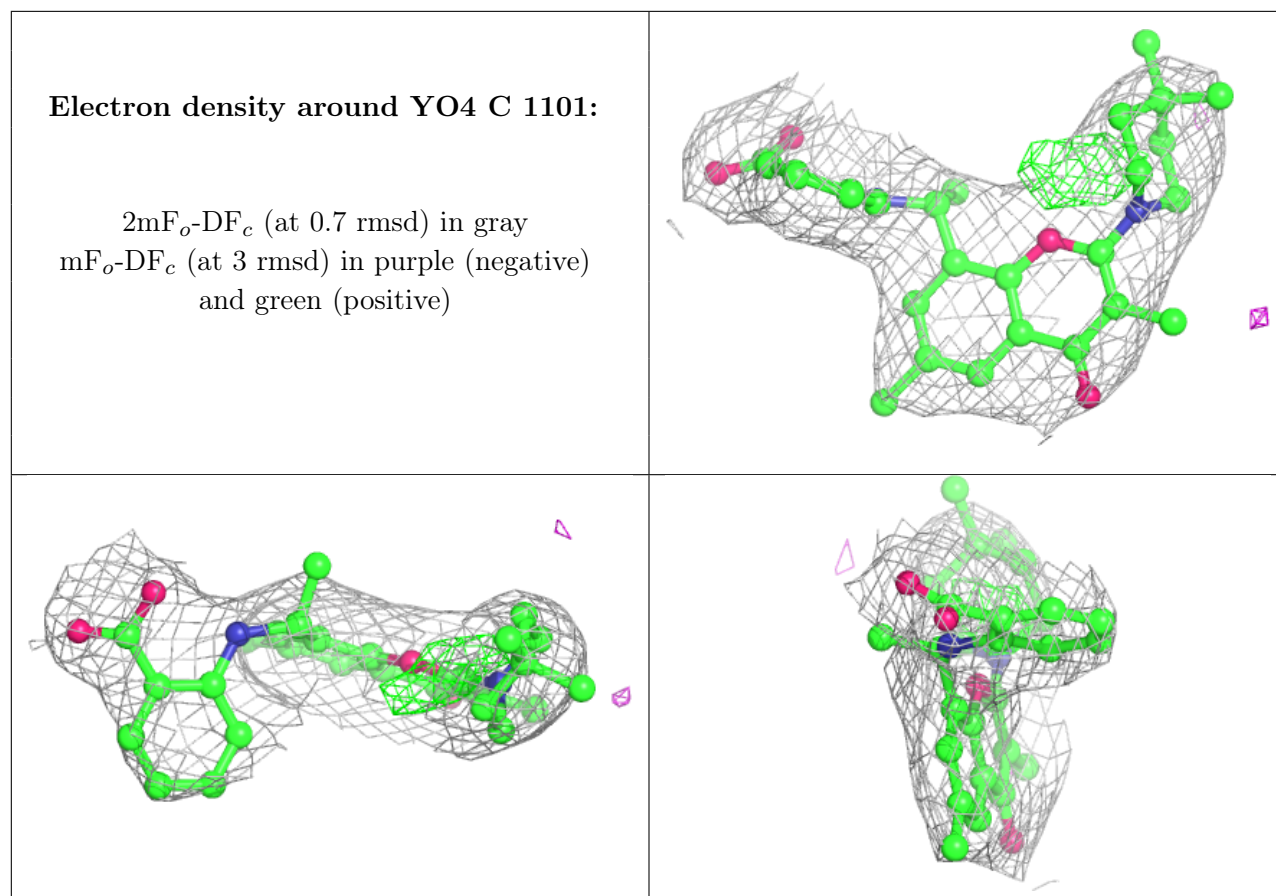 Electron density around YO4 C 1101:
2mFₒ-DF𝒸 (at 0.7 rmsd) in gray
mFₒ-DF𝒸 (at 3 rmsd) in purple (negative)
and green (positive)